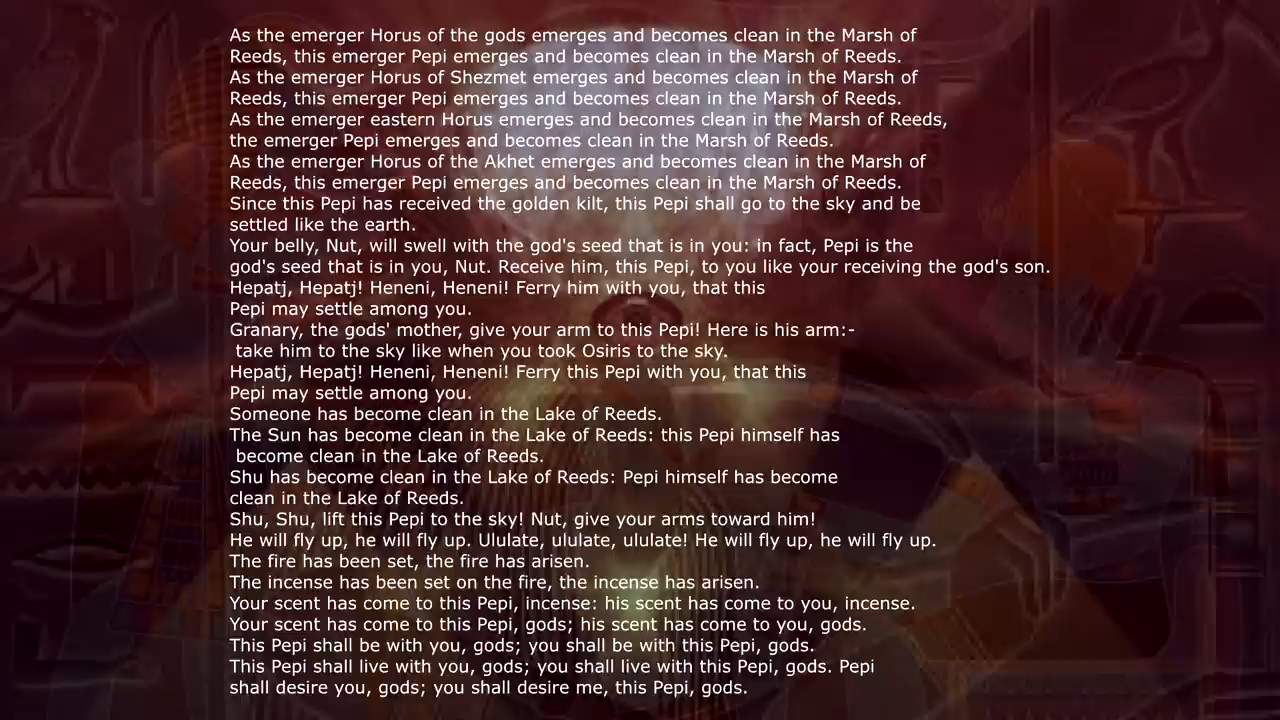 As the emerger Horus of the gods emerges and becomes clean in the Marsh of
Reeds, this emerger Pepi emerges and becomes clean in the Marsh of Reeds.
As the emerger Horus of Shezmet emerges and becomes clean in the Marsh of
Reeds, this emerger Pepi emerges and becomes clean in the Marsh of Reeds.
As the emerger eastern Horus emerges and becomes clean in the Marsh of Reeds,
the emerger Pepi emerges and becomes clean in the Marsh of Reeds.
As the emerger Horus of the Akhet emerges and becomes clean in the Marsh of
Reeds, this emerger Pepi emerges and becomes clean in the Marsh of Reeds.
Since this Pepi has received the golden kilt, this Pepi shall go to the sky and be
settled like the earth.
Your belly, Nut, will swell with the god's seed that is in you: in fact, Pepi is the
god's seed that is in you, Nut. Receive him, this Pepi, to you like your receiving the god's son.
Hepatj, Hepatj! Heneni, Heneni! Ferry him with you, that this
Pepi may settle among you.
Granary, the gods' mother, give your arm to this Pepi! Here is his arm:-
take him to the sky like when you took Osiris to the sky.
Hepatj, Hepatj! Heneni, Heneni! Ferry this Pepi with you, that this
Pepi may settle among you.
Someone has become clean in the Lake of Reeds.
The Sun has become clean in the Lake of Reeds: this Pepi himself has
become clean in the Lake of Reeds.
Shu has become clean in the Lake of Reeds: Pepi himself has become
clean in the Lake of Reeds.
Shu, Shu, lift this Pepi to the sky! Nut, give your arms toward him!
He will fly up, he will fly up. Ululate, ululate, ululate! He will fly up, he will fly up.
The fire has been set, the fire has arisen.
The incense has been set on the fire, the incense has arisen.
Your scent has come to this Pepi, incense: his scent has come to you, incense.
Your scent has come to this Pepi, gods; his scent has come to you, gods.
This Pepi shall be with you, gods; you shall be with this Pepi, gods.
This Pepi shall live with you, gods; you shall live with this Pepi, gods. Pepi
shall desire you, gods; you shall desire me, this Pepi, gods.